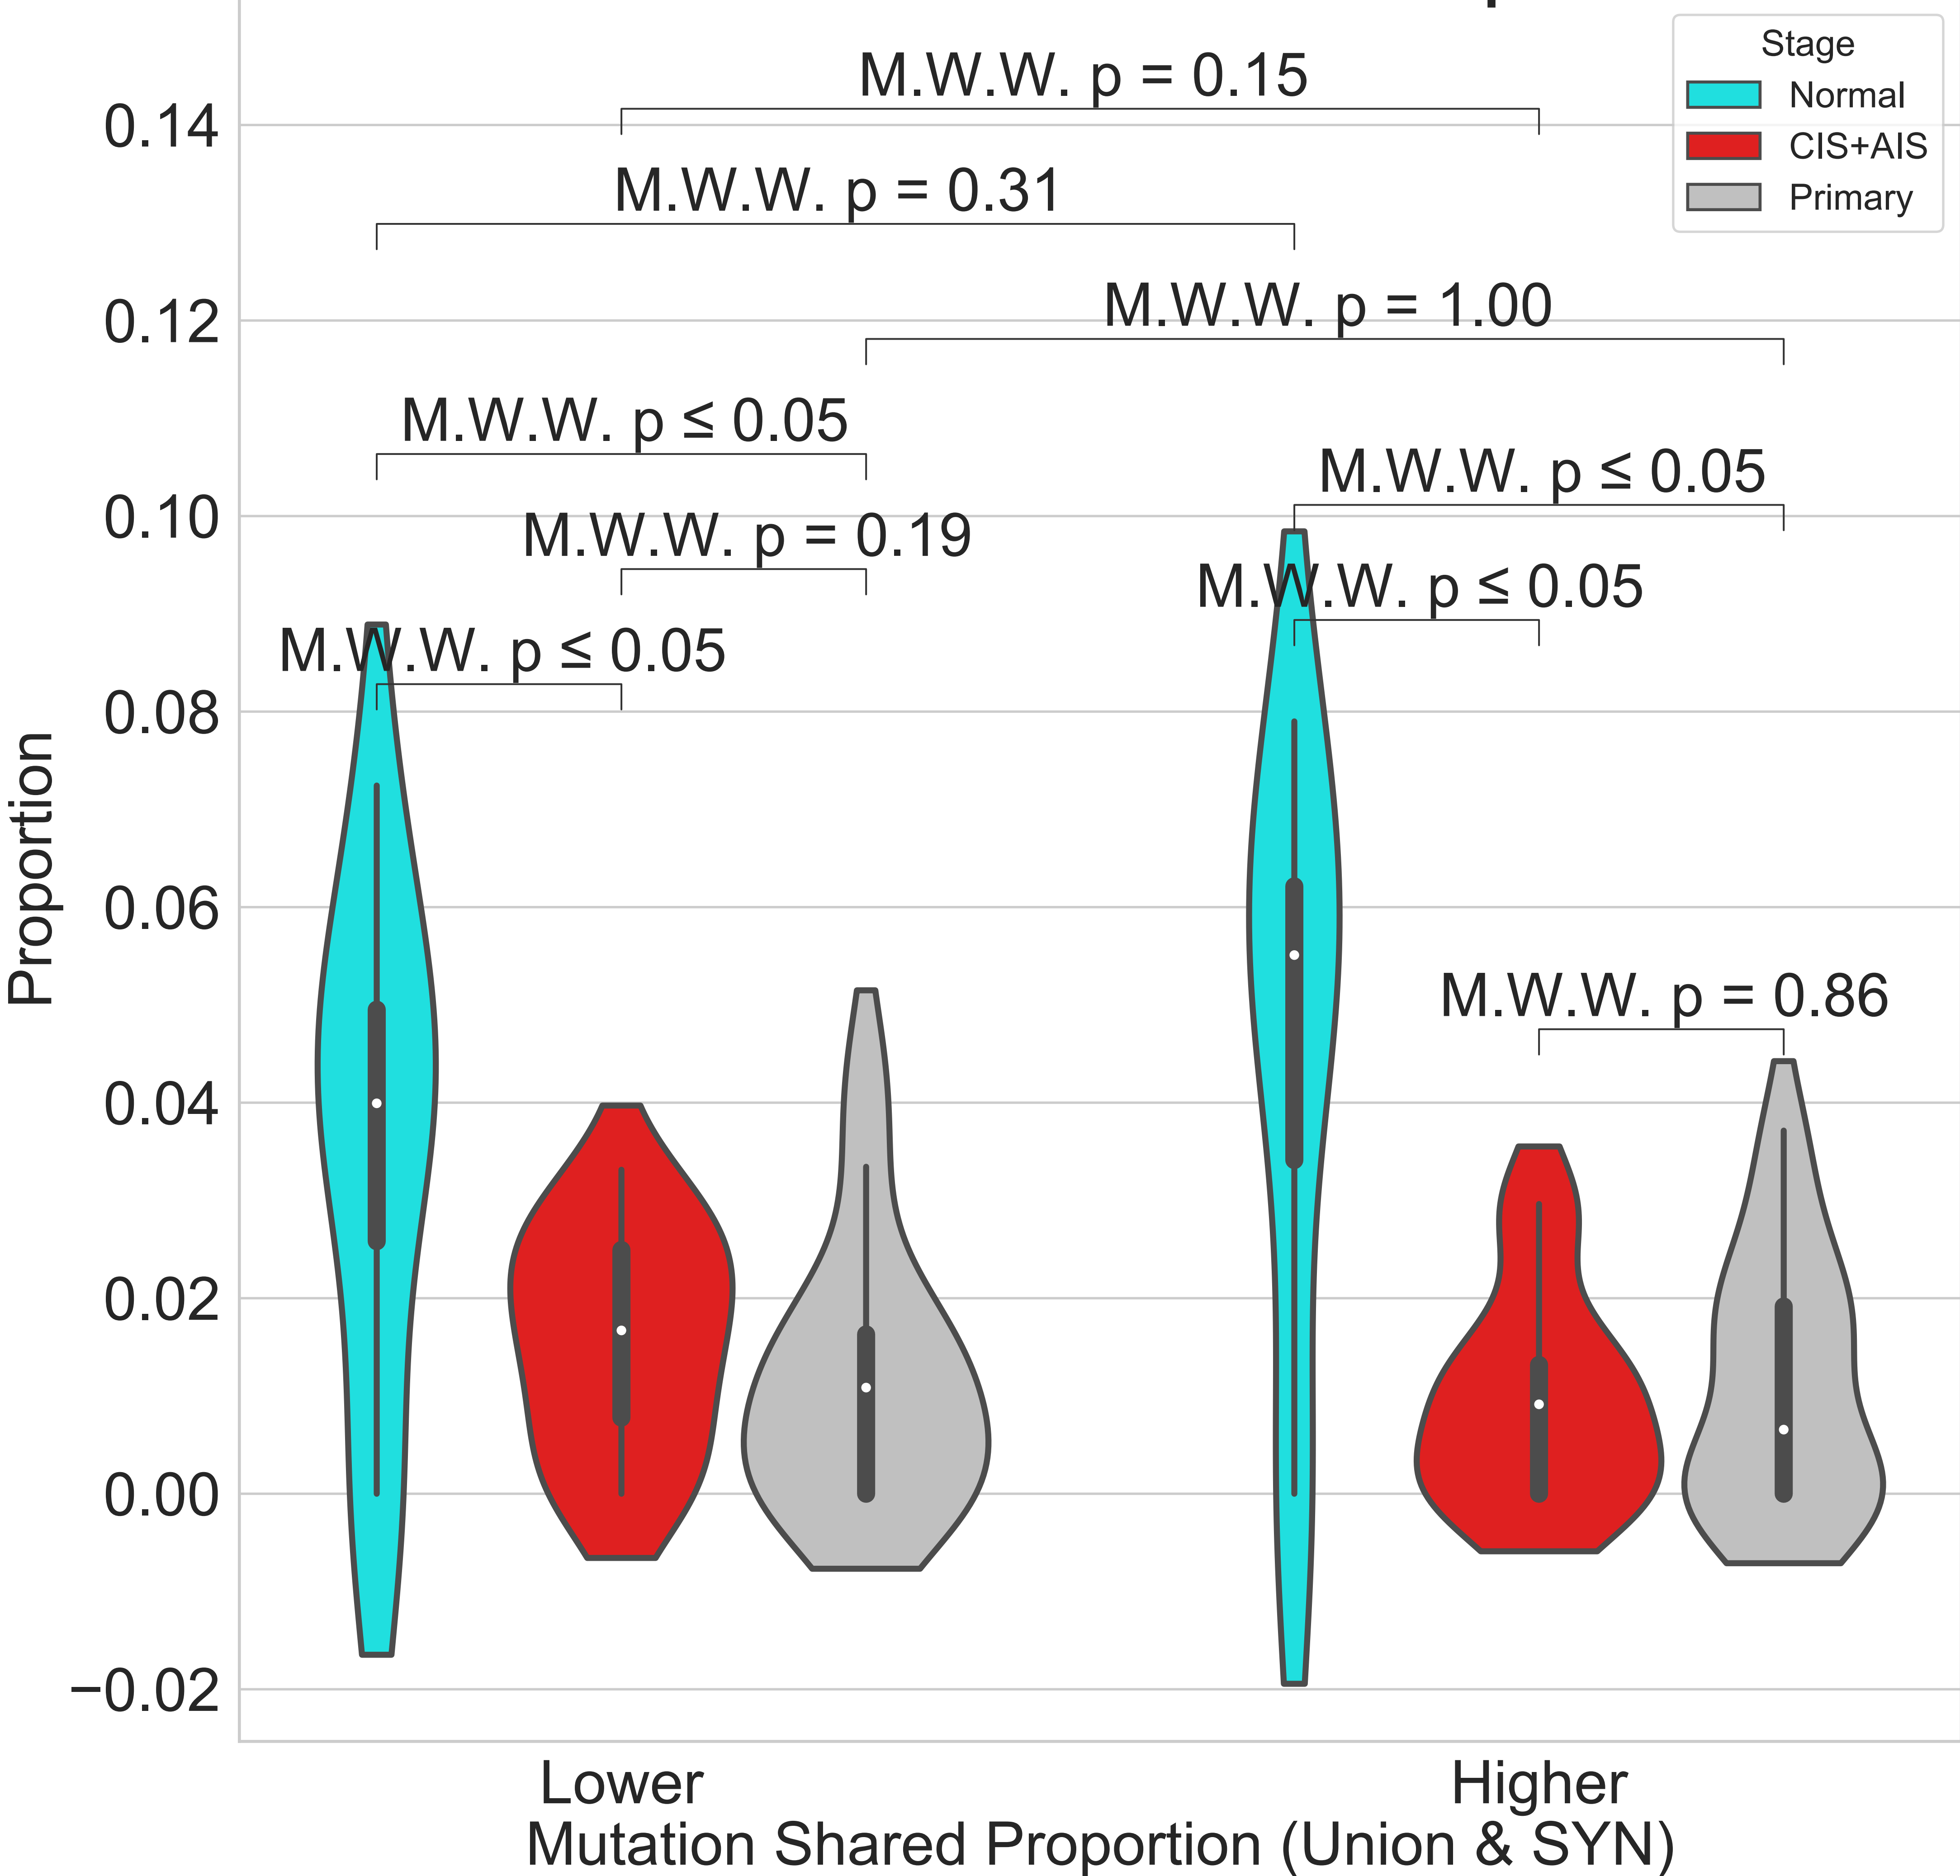 Stage
Normal
CIS+AIS
Primary
M.W.W. p = 0.15
M.W.W. p = 0.31
M.W.W. p = 1.00
M.W.W. p ≤ 0.05
M.W.W. p ≤ 0.05
M.W.W. p = 0.19
M.W.W. p ≤ 0.05
M.W.W. p ≤ 0.05
M.W.W. p = 0.86
0.14
0.12
0.10
0.08
0.06
0.04
0.02
0.00
−0.02
Proportion
Lower
Higher
Mutation Shared Proportion (Union & SYN)